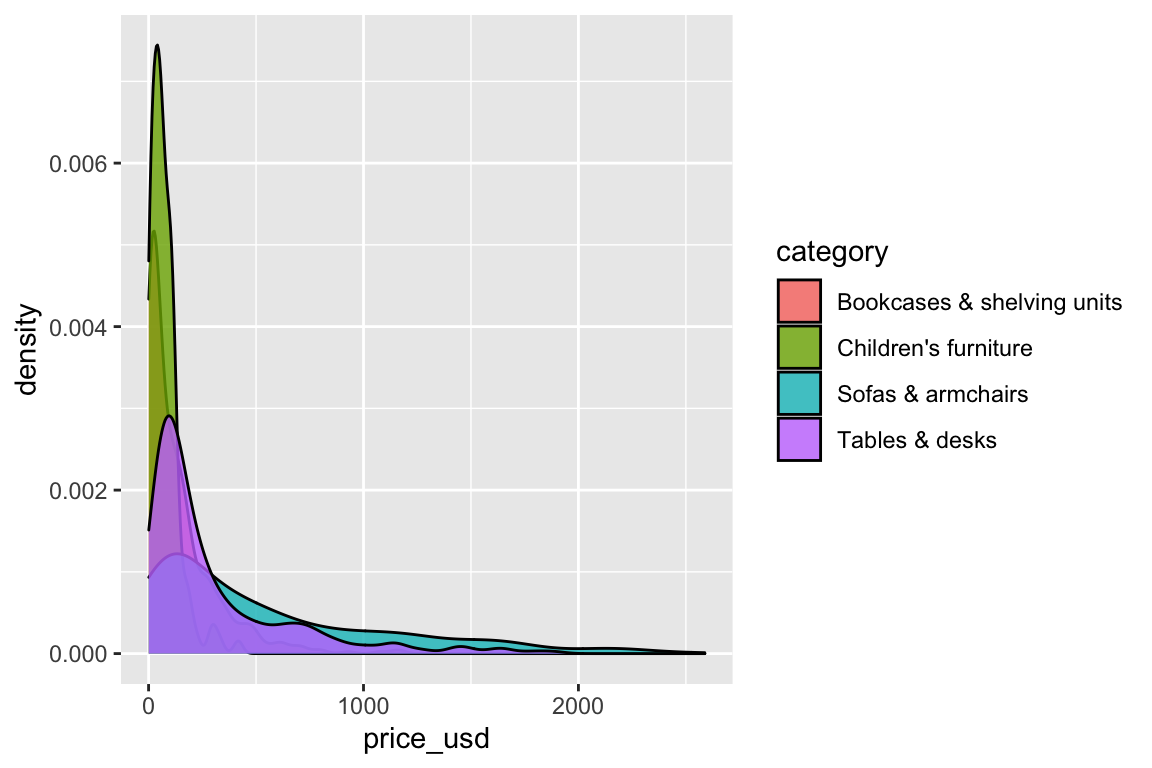 0.006
0.004
0.002
0.000
density
0
1000
2000
price_usd
category
Bookcases & shelving units
Children's furniture
Sofas & armchairs
Tables & desks